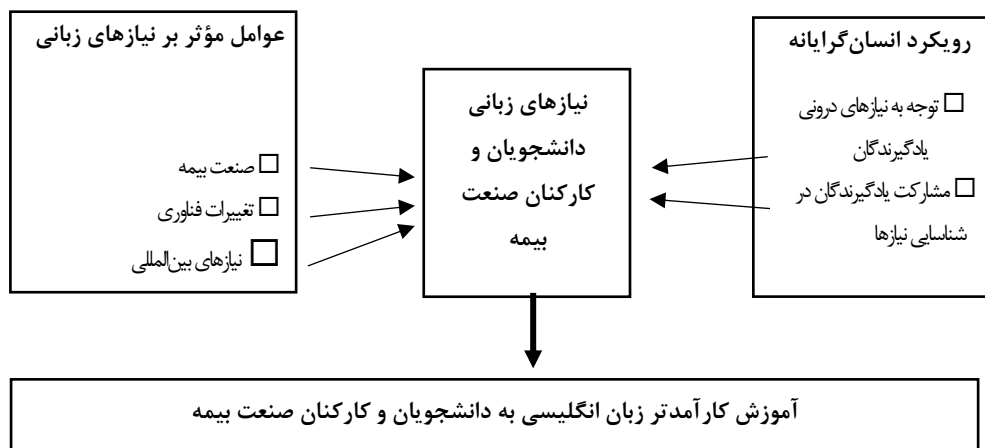 رویکرد انسان‌گرایانه
☐ توجه به نیازهای درونی
یادگیرندگان
☐ مشارکت یادگیرندگان در
شناسایی نیازها
نیازهای زبانی
دانشجویان و
کارکنان صنعت
بیمه
عوامل مؤثر بر نیازهای زبانی
☐ صنعت بیمه
☐ تغییرات فناوری
☐ نیازهای بین‌المللی
آموزش کارآمدتر زبان انگلیسی به دانشجویان و کارکنان صنعت بیمه